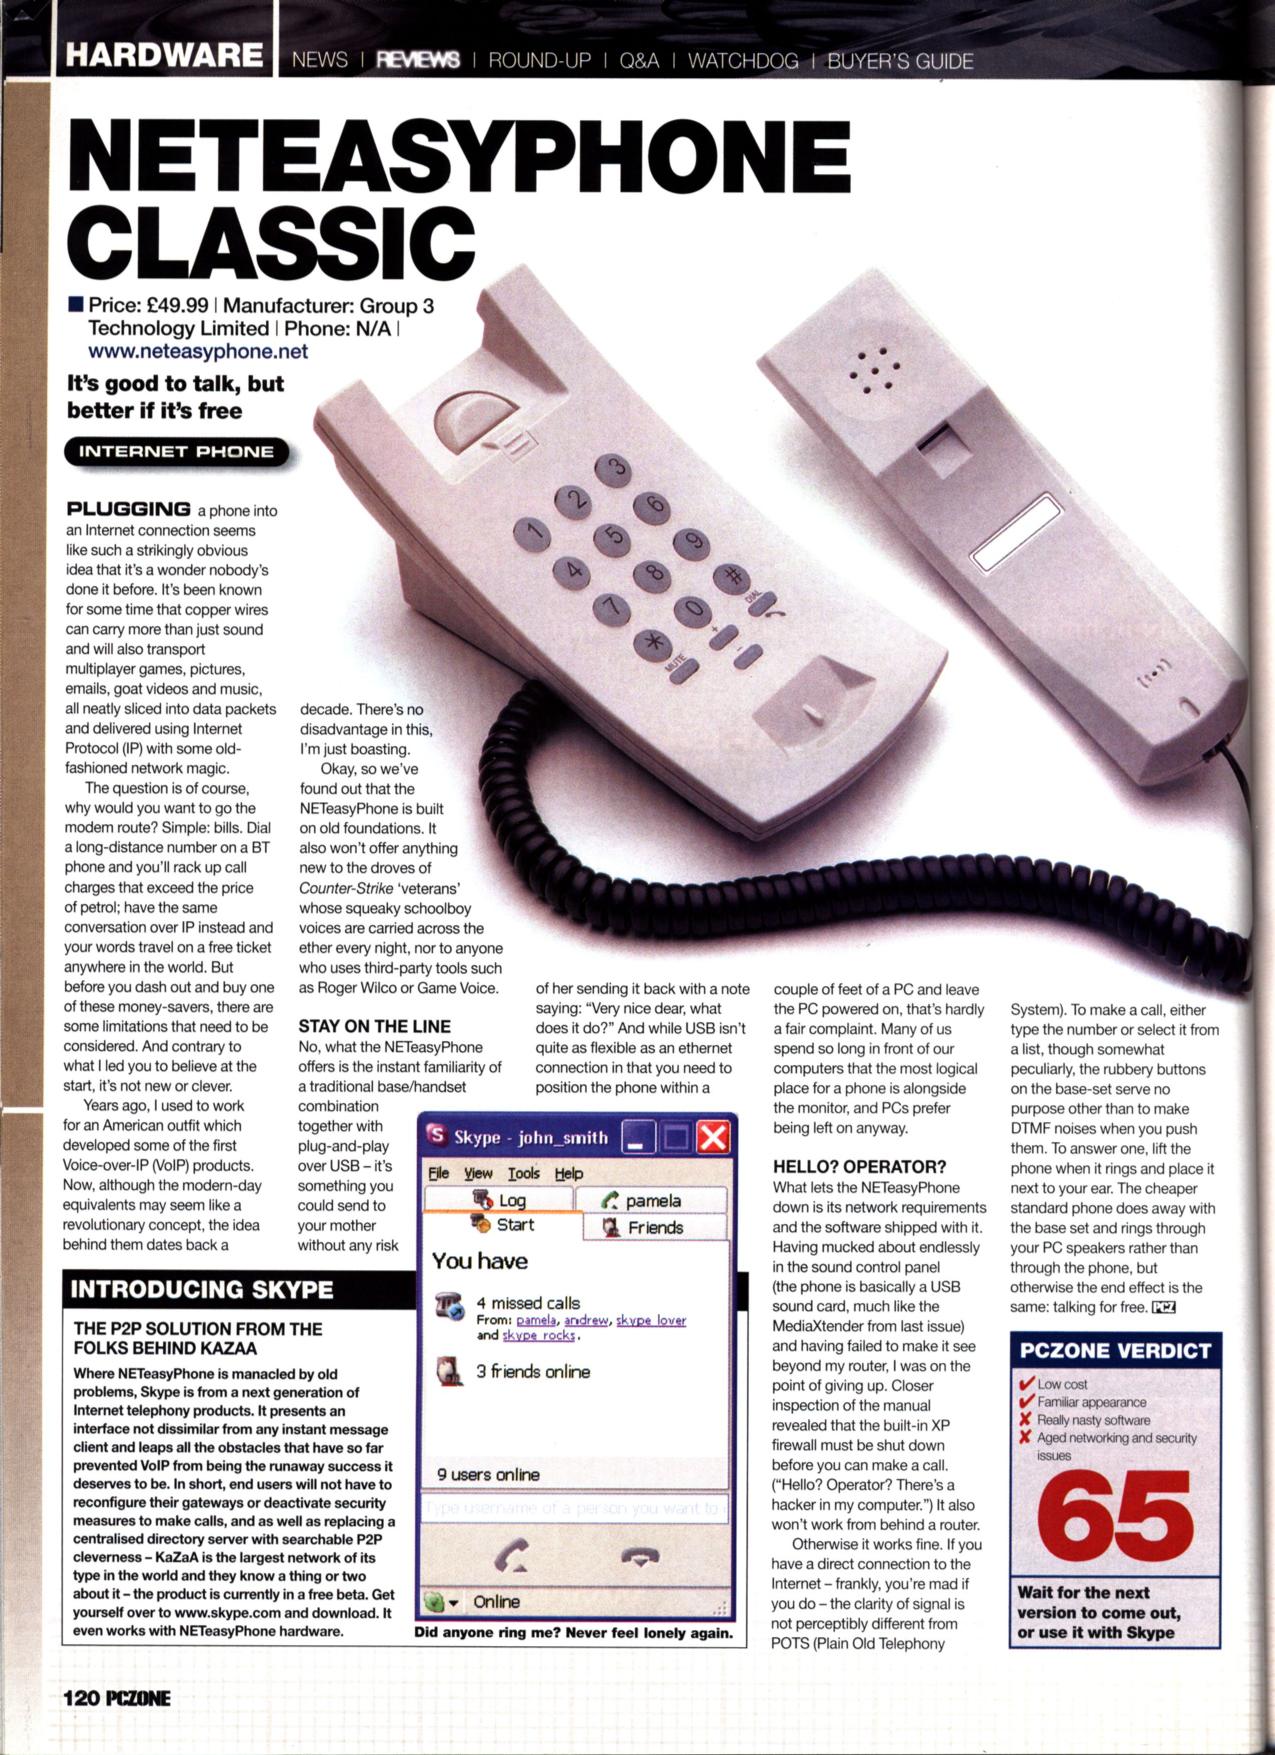 HARDWARE
NEWS | REVIEWS | ROUND-UP | Q&A | WATCHDOG | BUYER'S GUIDE
NETEASYPHONE
CLASSIC
■ Price: £49.99 | Manufacturer: Group 3
Technology Limited | Phone: N/A |
www.neteasyphone.net
It's good to talk, but
better if it's free
INTERNET PHONE
PLUGGING a phone into
an Internet connection seems
like such a strikingly obvious
idea that it's a wonder nobody's
done it before. It's been known
for some time that copper wires
can carry more than just sound
and will also transport
multiplayer games, pictures,
emails, goat videos and music,
all neatly sliced into data packets
and delivered using Internet
Protocol (IP) with some old-
fashioned network magic.
The question is of course,
why would you want to go the
modem route? Simple: bills. Dial
a long-distance number on a BT
phone and you'll rack up call
charges that exceed the price
of petrol; have the same
conversation over IP instead and
your words travel on a free ticket
anywhere in the world. But
before you dash out and buy one
of these money-savers, there are
some limitations that need to be
considered. And contrary to
what I led you to believe at the
start, it's not new or clever.
Years ago, I used to work
for an American outfit which
developed some of the first
Voice-over-IP (VoIP) products.
Now, although the modern-day
equivalents may seem like a
revolutionary concept, the idea
behind them dates back a
decade. There's no
disadvantage in this,
I'm just boasting.
Okay, so we've
found out that the
NETeasyPhone is built
on old foundations. It
also won't offer anything
new to the droves of
Counter-Strike 'veterans'
whose squeaky schoolboy
voices are carried across the
ether every night, nor to anyone
who uses third-party tools such
as Roger Wilco or Game Voice.
STAY ON THE LINE
No, what the NETeasyPhone
offers is the instant familiarity of
a traditional base/handset
combination
together with
plug-and-play
over USB – it's
something you
could send to
your mother
without any risk
of her sending it back with a note
saying: "Very nice dear, what
does it do?" And while USB isn't
quite as flexible as an ethernet
connection in that you need to
position the phone within a
couple of feet of a PC and leave
the PC powered on, that's hardly
a fair complaint. Many of us
spend so long in front of our
computers that the most logical
place for a phone is alongside
the monitor, and PCs prefer
being left on anyway.
HELLO? OPERATOR?
What lets the NETeasyPhone
down is its network requirements
and the software shipped with it.
Having mucked about endlessly
in the sound control panel
(the phone is basically a USB
sound card, much like the
MediaXtender from last issue)
and having failed to make it see
beyond my router, I was on the
point of giving up. Closer
inspection of the manual
revealed that the built-in XP
firewall must be shut down
before you can make a call.
("Hello? Operator? There's a
hacker in my computer.") It also
won't work from behind a router.
Otherwise it works fine. If you
have a direct connection to the
Internet – frankly, you're mad if
you do – the clarity of signal is
not perceptibly different from
POTS (Plain Old Telephony
System). To make a call, either
type the number or select it from
a list, though somewhat
peculiarly, the rubbery buttons
on the base-set serve no
purpose other than to make
DTMF noises when you push
them. To answer one, lift the
phone when it rings and place it
next to your ear. The cheaper
standard phone does away with
the base set and rings through
your PC speakers rather than
through the phone, but
otherwise the end effect is the
same: talking for free. PCZ
1 2 3
4 5 6
7 8 9
* 0 #
MUTE + - DIAL
INTRODUCING SKYPE
THE P2P SOLUTION FROM THE
FOLKS BEHIND KAZAA
Where NETeasyPhone is manacled by old
problems, Skype is from a next generation of
Internet telephony products. It presents an
interface not dissimilar from any instant message
client and leaps all the obstacles that have so far
prevented VoIP from being the runaway success it
deserves to be. In short, end users will not have to
reconfigure their gateways or deactivate security
measures to make calls, and as well as replacing a
centralised directory server with searchable P2P
cleverness – KaZaA is the largest network of its
type in the world and they know a thing or two
about it – the product is currently in a free beta. Get
yourself over to www.skype.com and download. It
even works with NETeasyPhone hardware.
Skype - john_smith
File View Tools Help
Log pamela
Start Friends
You have
4 missed calls
From: pamela, andrew, skype lover
and skype rocks.
3 friends online
9 users online
Type username of a person you want to
Online
Did anyone ring me? Never feel lonely again.
PCZONE VERDICT
✔ Low cost
✔ Familiar appearance
✘ Really nasty software
✘ Aged networking and security
issues
65
Wait for the next
version to come out,
or use it with Skype
120 PCZONE